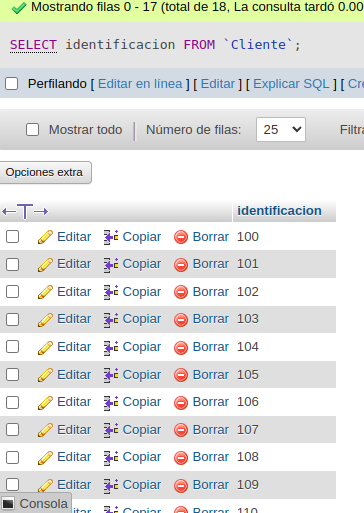 Mostrando filas 0 - 17 (total de 18, La consulta tardó 0.00
SELECT identificacion FROM `Cliente`;
Perfilando [ Editar en línea ] [ Editar ] [ Explicar SQL ] [ Cre
Mostrar todo Número de filas: 25 Filtra
Opciones extra
←T→ identificacion
Editar Copiar Borrar 100
Editar Copiar Borrar 101
Editar Copiar Borrar 102
Editar Copiar Borrar 103
Editar Copiar Borrar 104
Editar Copiar Borrar 105
Editar Copiar Borrar 106
Editar Copiar Borrar 107
Editar Copiar Borrar 108
Editar Copiar Borrar 109
Consola Copiar Borrar 110